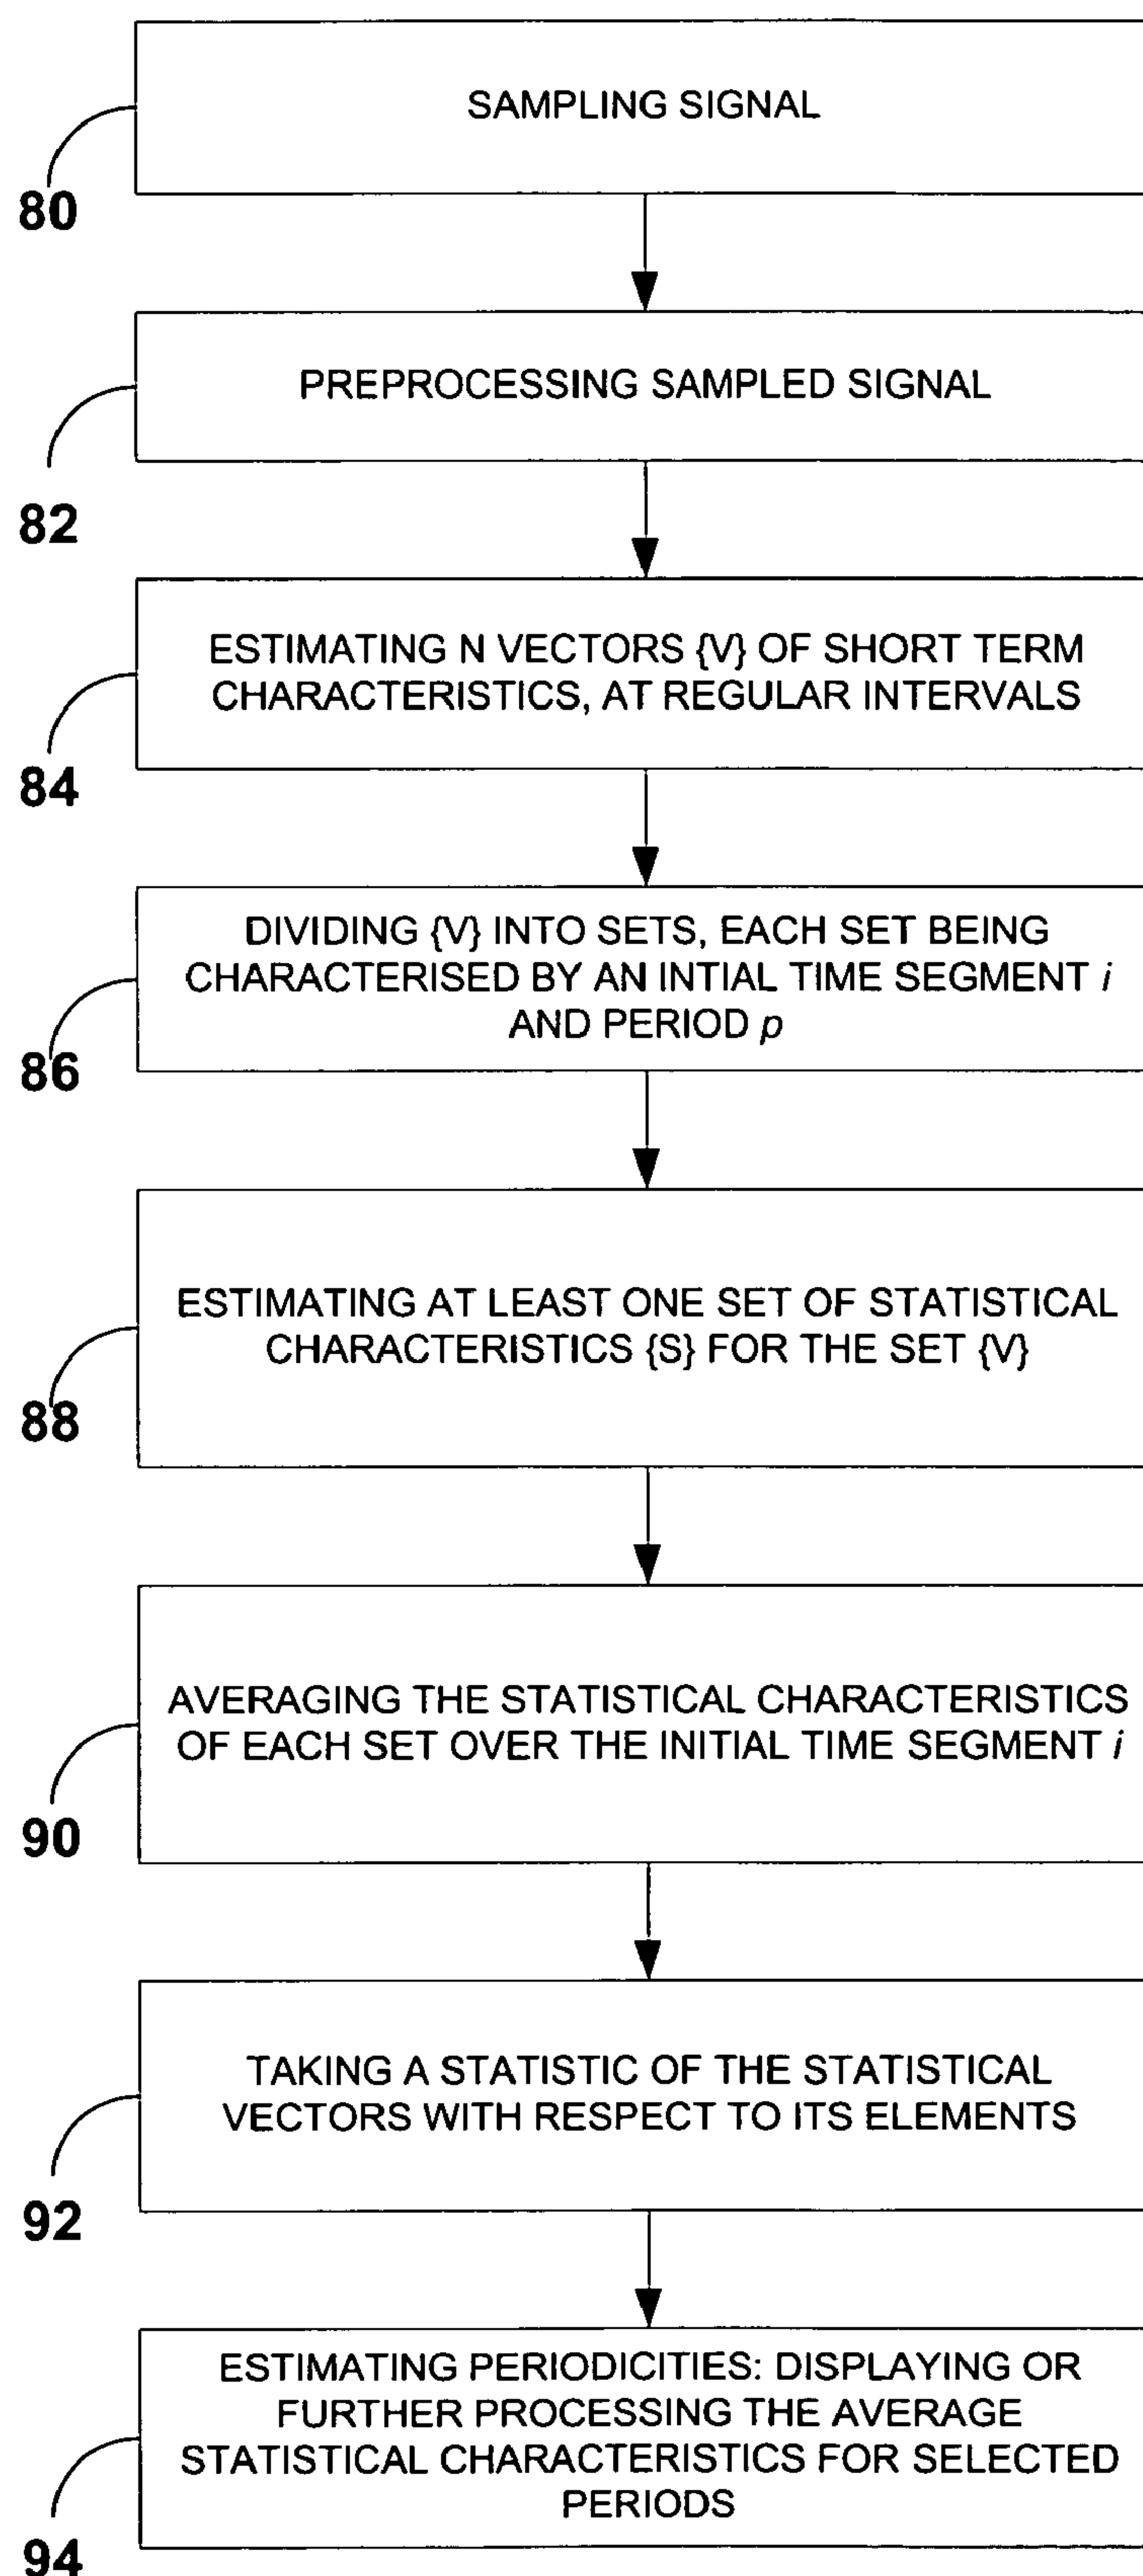 SAMPLING SIGNAL
80
PREPROCESSING SAMPLED SIGNAL
82
ESTIMATING N VECTORS {V} OF SHORT TERM
CHARACTERISTICS, AT REGULAR INTERVALS
84
DIVIDING {V} INTO SETS, EACH SET BEING
CHARACTERISED BY AN INTIAL TIME SEGMENT i
AND PERIOD p
86
ESTIMATING AT LEAST ONE SET OF STATISTICAL
CHARACTERISTICS {S} FOR THE SET {V}
88
AVERAGING THE STATISTICAL CHARACTERISTICS
OF EACH SET OVER THE INITIAL TIME SEGMENT i
90
TAKING A STATISTIC OF THE STATISTICAL
VECTORS WITH RESPECT TO ITS ELEMENTS
92
ESTIMATING PERIODICITIES: DISPLAYING OR
FURTHER PROCESSING THE AVERAGE
STATISTICAL CHARACTERISTICS FOR SELECTED
PERIODS
94